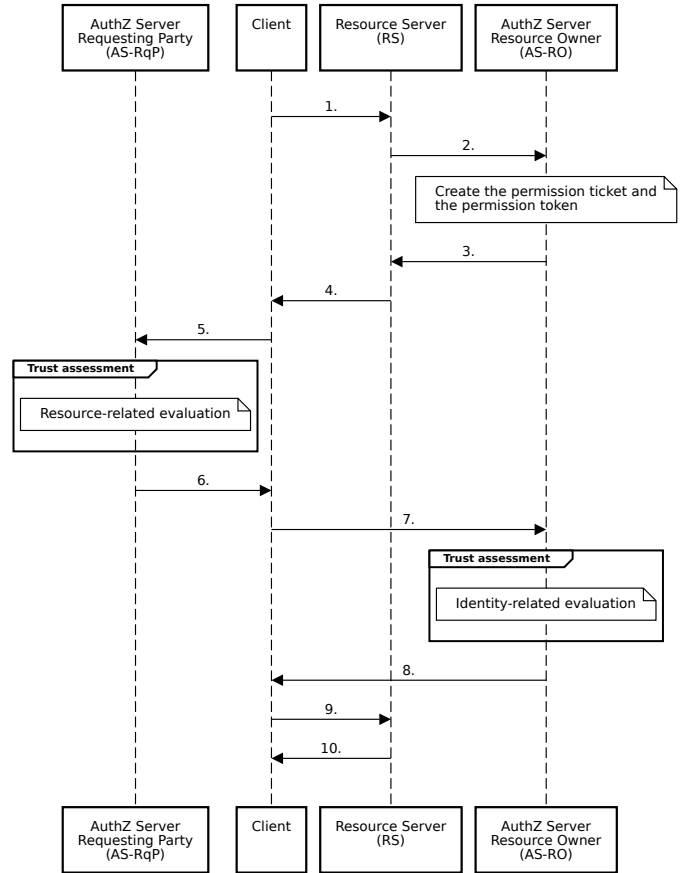 AuthZ Server
Requesting Party
(AS-RqP)
Client
Resource Server
(RS)
AuthZ Server
Resource Owner
(AS-RO)
1.
2.
Create the permission ticket and
the permission token
3.
4.
5.
Trust assessment
Resource-related evaluation
6.
7.
Trust assessment
Identity-related evaluation
8.
9.
10.
AuthZ Server
Requesting Party
(AS-RqP)
Client
Resource Server
(RS)
AuthZ Server
Resource Owner
(AS-RO)